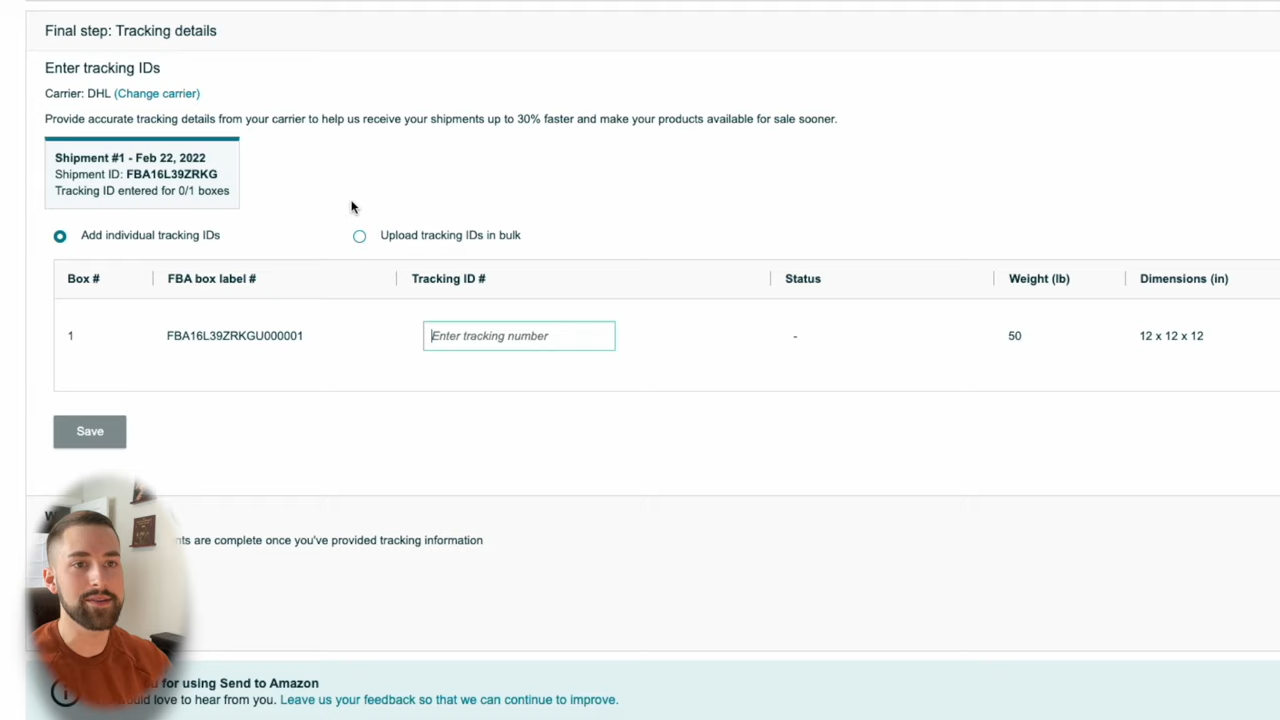 Final step: Tracking details
Enter tracking IDs
Carrier: DHL (Change carrier)
Provide accurate tracking details from your carrier to help us receive your shipments up to 30% faster and make your products available for sale sooner.
Shipment #1 - Feb 22, 2022
Shipment ID: FBA16L39ZRKG
Tracking ID entered for 0/1 boxes
Add individual tracking IDs
Upload tracking IDs in bulk
Box # FBA box label # Tracking ID # Status Weight (lb) Dimensions (in)
1 FBA16L39ZRKGU000001 Enter tracking number - 50 12 x 12 x 12
Save
are complete once you've provided tracking information
for using Send to Amazon
love to hear from you. Leave us your feedback so that we can continue to improve.